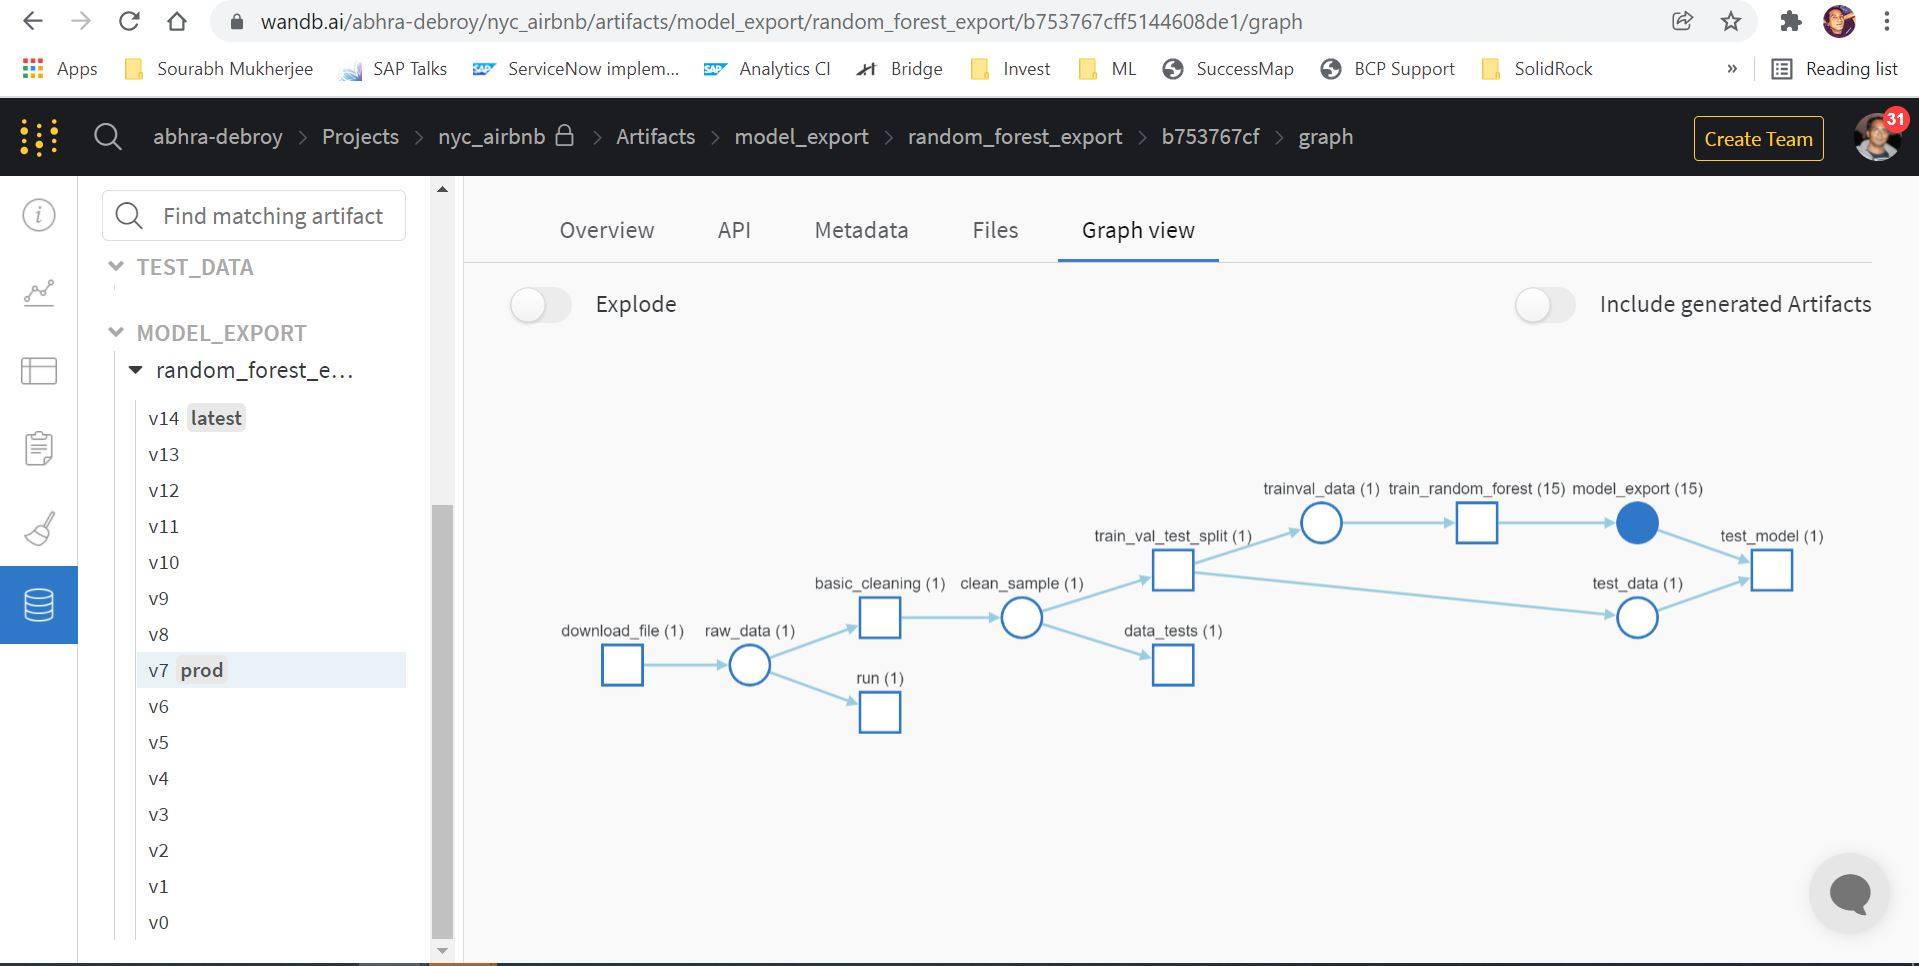 wandb.ai/abhra-debroy/nyc_airbnb/artifacts/model_export/random_forest_export/b753767cff5144608de1/graph
Apps Sourabh Mukherjee SAP Talks SAP ServiceNow implem... SAP Analytics CI Bridge Invest ML SuccessMap BCP Support SolidRock » Reading list
abhra-debroy > Projects > nyc_airbnb > Artifacts > model_export > random_forest_export > b753767cf > graph
Create Team
31
Find matching artifact
TEST_DATA
MODEL_EXPORT
random_forest_e...
v14 latest
v13
v12
v11
v10
v9
v8
v7 prod
v6
v5
v4
v3
v2
v1
v0
Overview API Metadata Files Graph view
Explode
Include generated Artifacts
trainval_data (1) train_random_forest (15) model_export (15)
train_val_test_split (1)
test_model (1)
basic_cleaning (1) clean_sample (1)
test_data (1)
download_file (1) raw_data (1)
data_tests (1)
run (1)